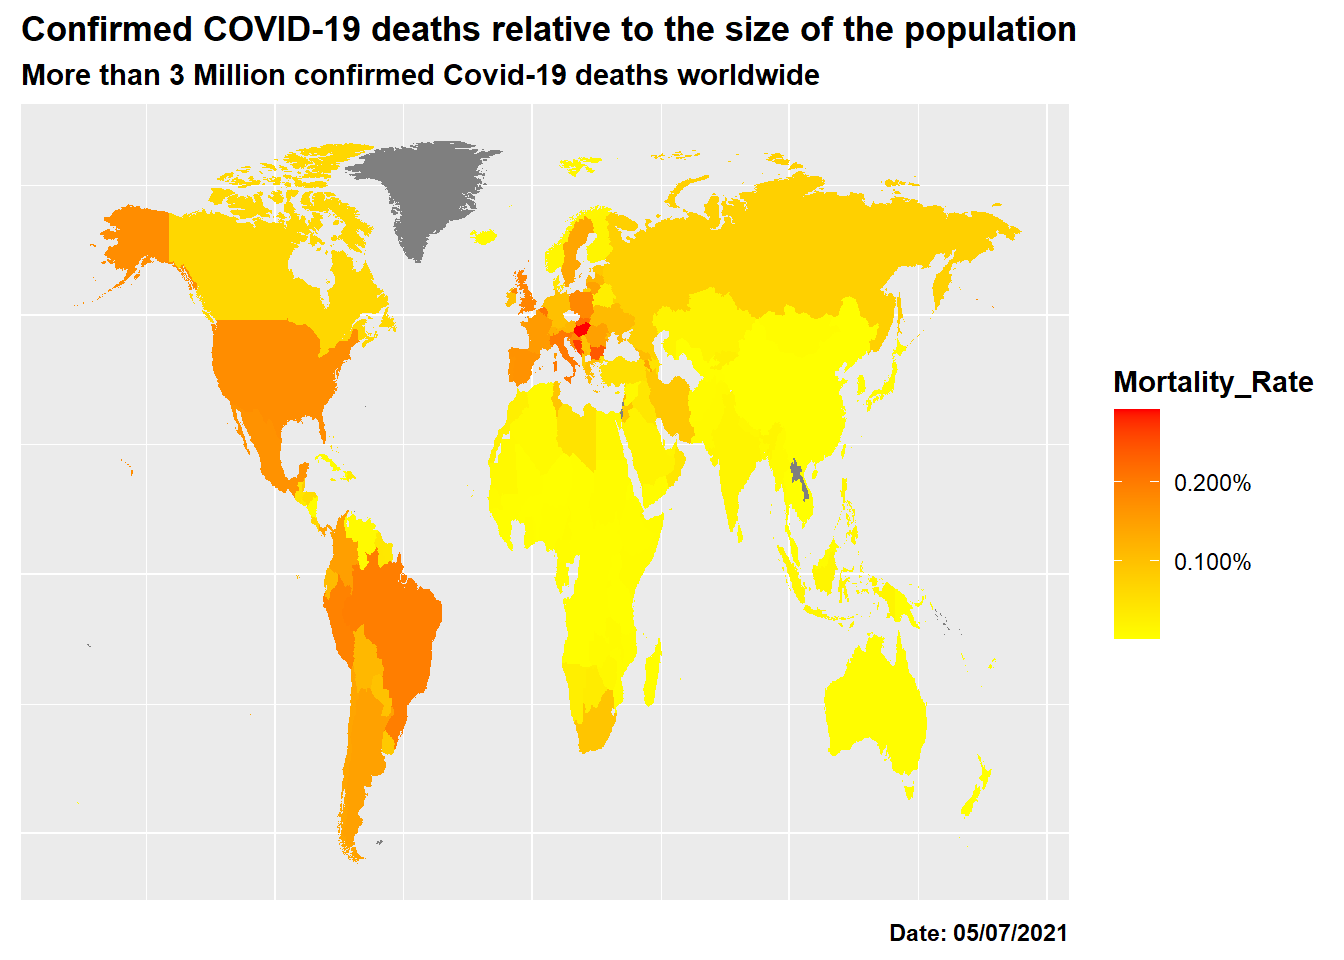 Confirmed COVID-19 deaths relative to the size of the population
More than 3 Million confirmed Covid-19 deaths worldwide
Mortality_Rate
0.200%
0.100%
Date: 05/07/2021